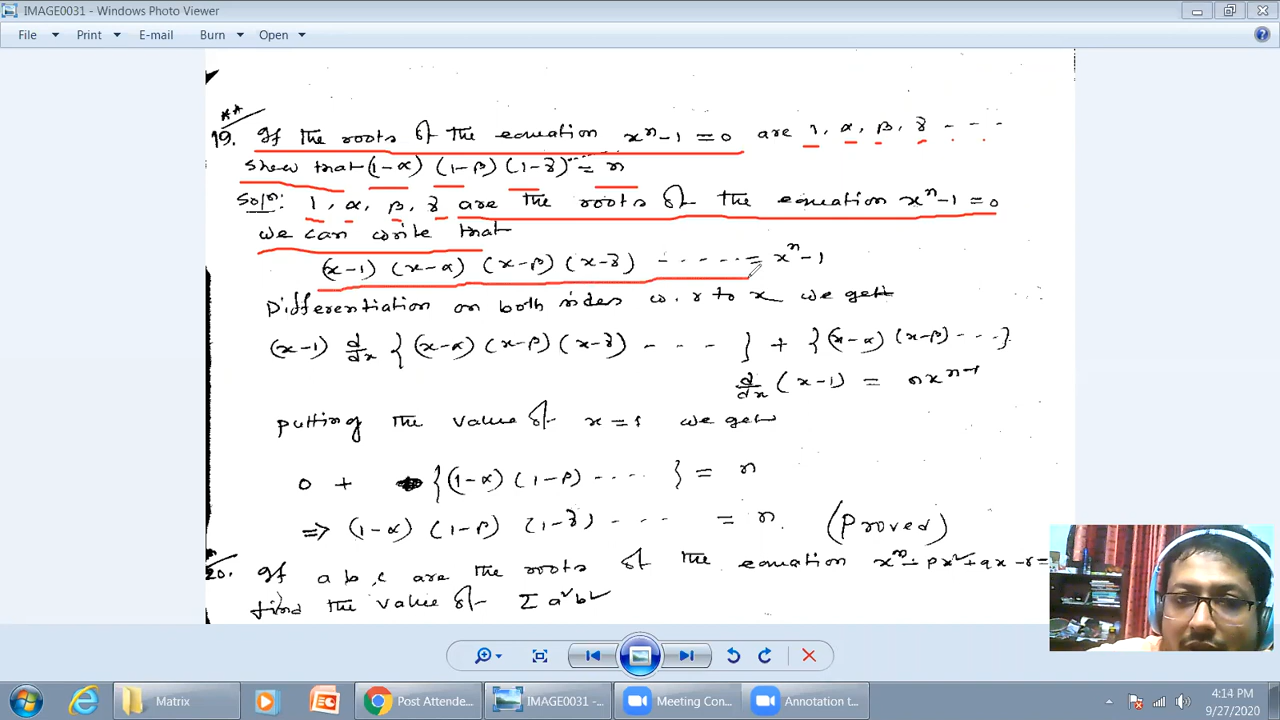 IMAGE0031 - Windows Photo Viewer
File Print E-mail Burn Open
19. If the roots of the equation xⁿ-1 = 0 are 1, α, β, γ ......
shew that (1-α) (1-β) (1-γ)..... = n
Soln: 1, α, β, γ are the roots of the equation xⁿ-1 = 0
we can write that
(x-1) (x-α) (x-β) (x-γ) ...... = xⁿ-1
Differentiation on both sides w.r to x we get
(x-1) d/dx {(x-α) (x-β) (x-γ) .... } + {(x-α) (x-β) ....}
d/dx (x-1) = nxⁿ⁻¹
putting the value of x = 1 we get
0 + {(1-α) (1-β) ..... } = n
⇒ (1-α) (1-β) (1-γ) .... = n. (Proved)
20. If a b, c are the roots of the equation - px² + qx - r =
find the value of Σ a²b²
Matrix
Post Attende...
IMAGE0031 -...
Meeting Con...
Annotation t...
4:14 PM
9/27/2020